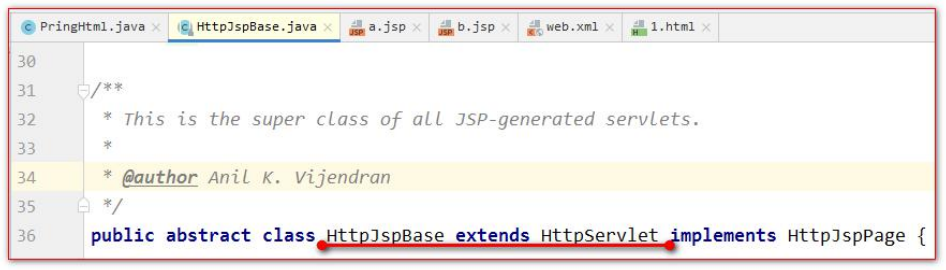 PringHtml.java HttpJspBase.java a.jsp b.jsp web.xml 1.html
30
31 /**
32 * This is the super class of all JSP-generated servlets.
33 *
34 * @author Anil K. Vijendran
35 */
36 public abstract class HttpJspBase extends HttpServlet implements HttpJspPage {